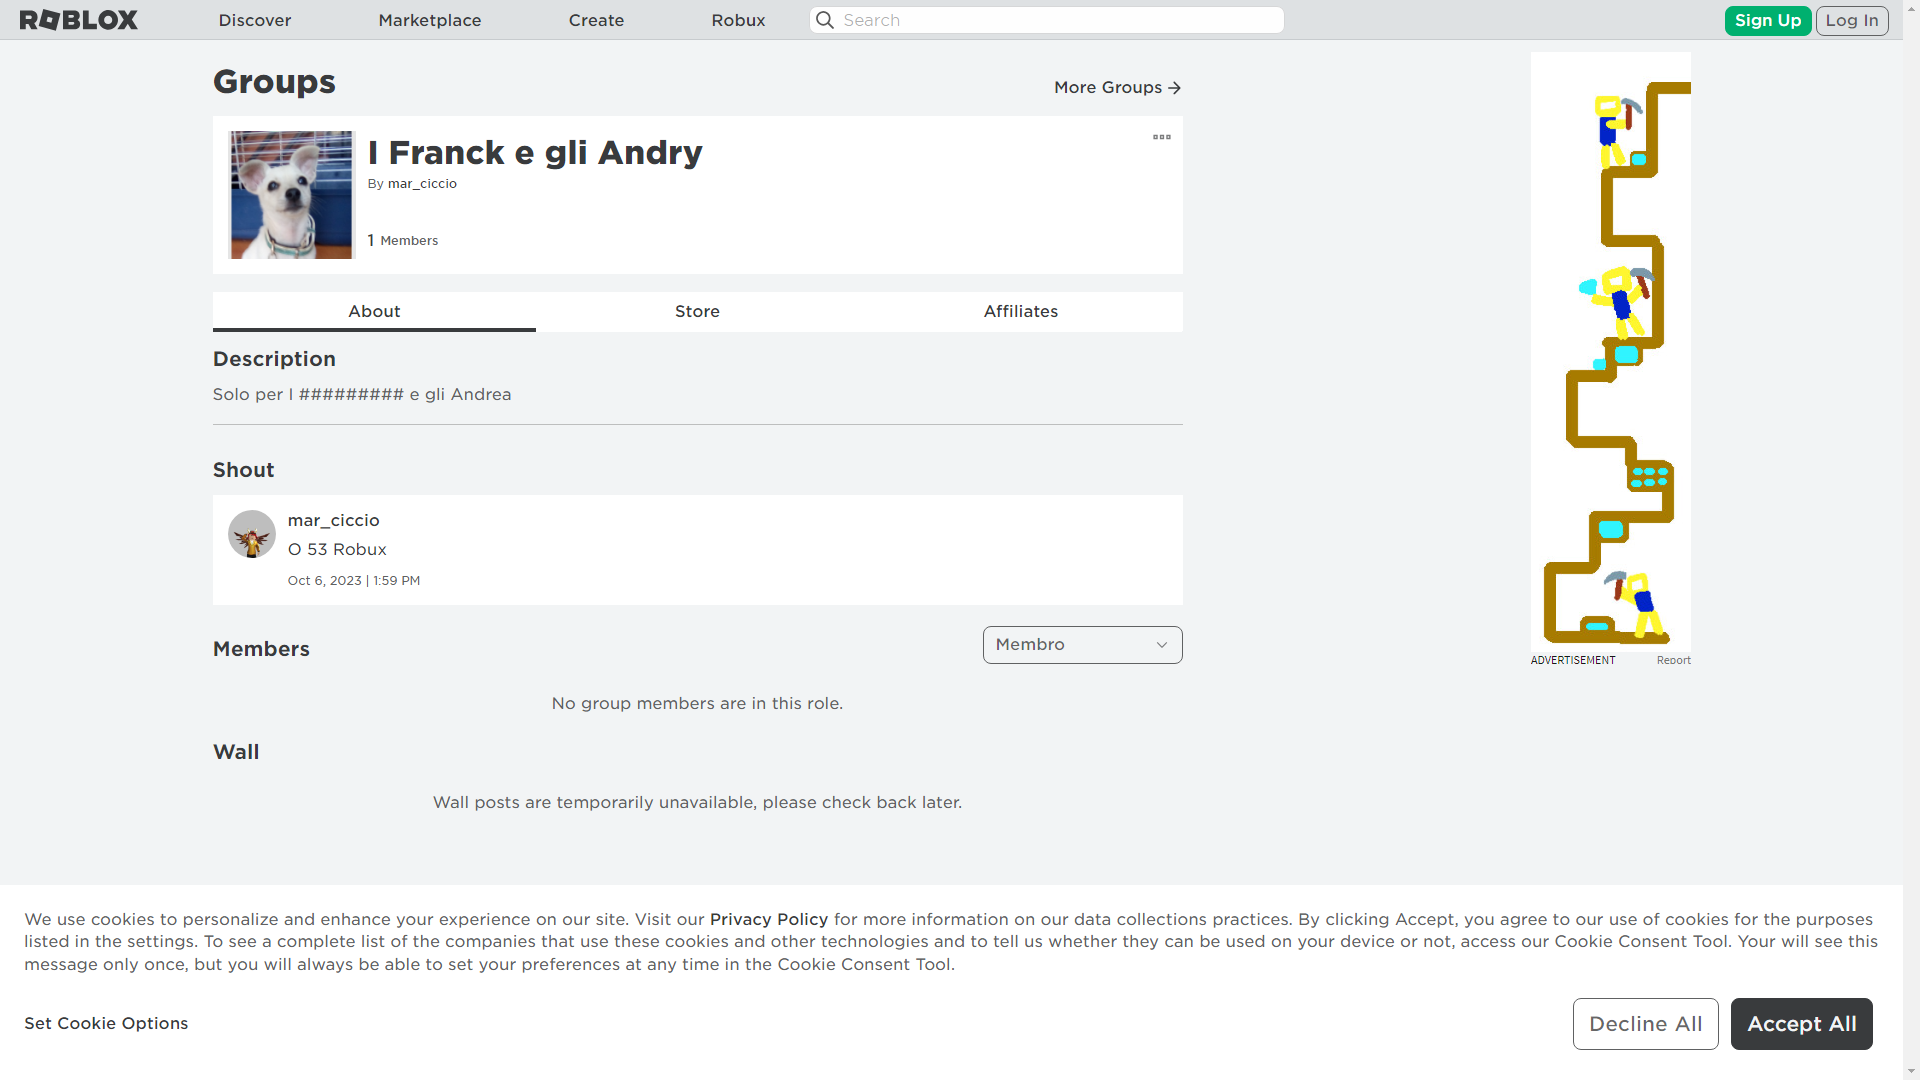 ROBLOX
Discover
Marketplace
Create
Robux
Search
Sign Up
Log In
Groups
More Groups
I Franck e gli Andry
By mar_ciccio
1 Members
About
Store
Affiliates
Description
Solo per I ######### e gli Andrea
Shout
mar_ciccio
O 53 Robux
Oct 6, 2023 | 1:59 PM
Members
Membro
No group members are in this role.
Wall
Wall posts are temporarily unavailable, please check back later.
ADVERTISEMENT
Report
We use cookies to personalize and enhance your experience on our site. Visit our Privacy Policy for more information on our data collections practices. By clicking Accept, you agree to our use of cookies for the purposes
listed in the settings. To see a complete list of the companies that use these cookies and other technologies and to tell us whether they can be used on your device or not, access our Cookie Consent Tool. Your will see this
message only once, but you will always be able to set your preferences at any time in the Cookie Consent Tool.
Set Cookie Options
Decline All
Accept All